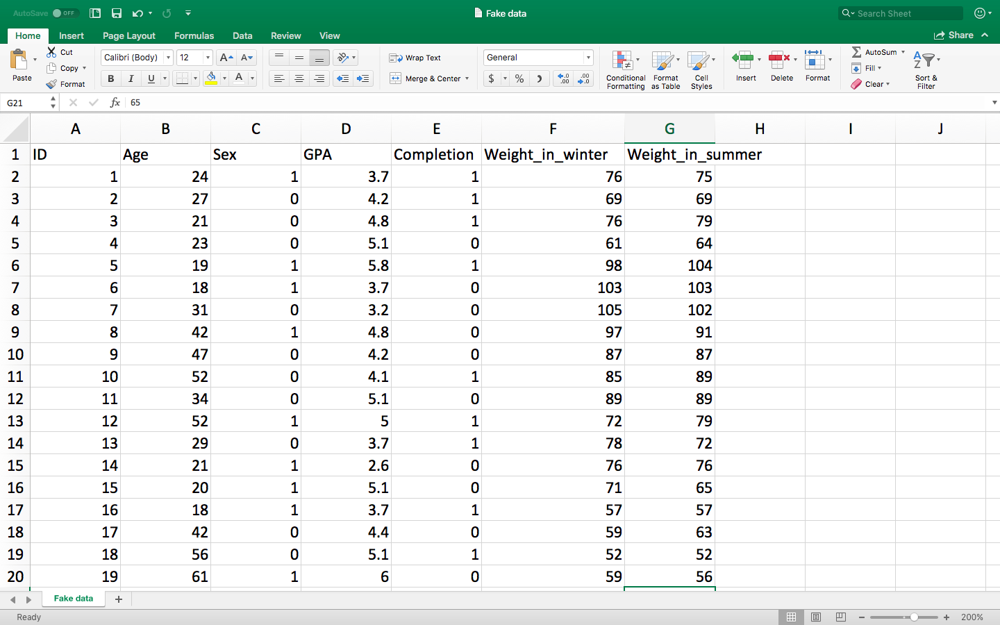 AutoSave OFF
Fake data
Search Sheet
Home Insert Page Layout Formulas Data Review View
Share
Paste
Cut
Copy
Format
Calibri (Body) 12 A A
B I U A
Wrap Text
Merge & Center
General
$ % .0 .00 .00 .0
Conditional Formatting
Format as Table
Cell Styles
Insert
Delete
Format
AutoSum
Fill
Clear
A Z
Sort & Filter
G21 fx 65
A B C D E F G H I J
1 ID Age Sex GPA Completion Weight_in_winter Weight_in_summer
2 1 24 1 3.7 1 76 75
3 2 27 0 4.2 1 69 69
4 3 21 0 4.8 1 76 79
5 4 23 0 5.1 0 61 64
6 5 19 1 5.8 1 98 104
7 6 18 1 3.7 0 103 103
8 7 31 0 3.2 0 105 102
9 8 42 1 4.8 0 97 91
10 9 47 0 4.2 0 87 87
11 10 52 0 4.1 1 85 89
12 11 34 0 5.1 0 89 89
13 12 52 1 5 1 72 79
14 13 29 0 3.7 1 78 72
15 14 21 1 2.6 0 76 76
16 15 20 1 5.1 0 71 65
17 16 18 1 3.7 1 57 57
18 17 42 0 4.4 0 59 63
19 18 56 0 5.1 1 52 52
20 19 61 1 6 0 59 56
Fake data +
Ready
200%